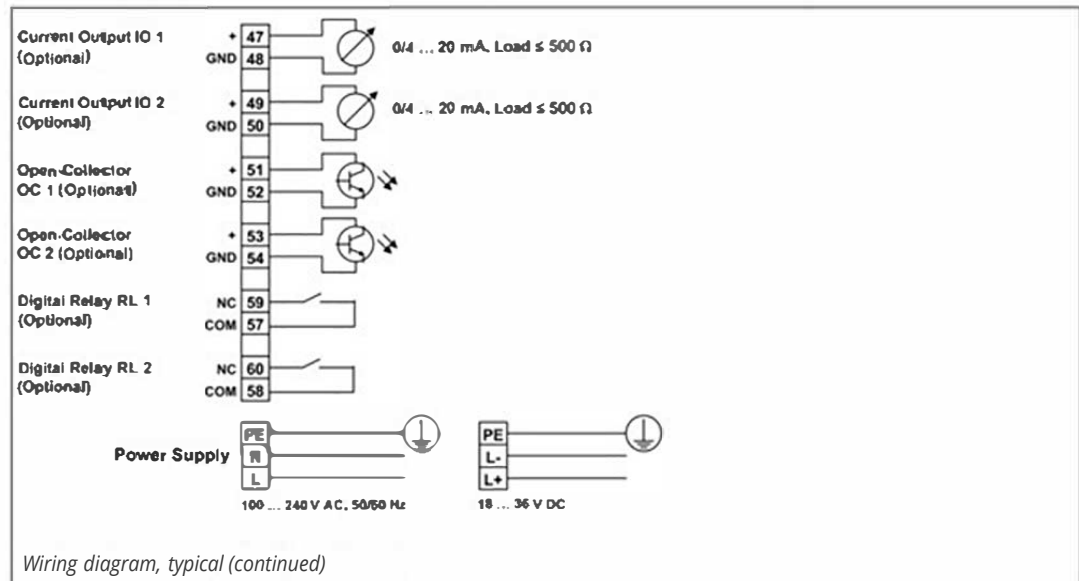 Current Output IO 1
(Optional)
+ 47
GND 48
0/4 ... 20 mA, Load ≤ 500 Ω
Current Output IO 2
(Optional)
+ 49
GND 50
0/4 ... 20 mA, Load ≤ 500 Ω
Open-Collector
OC 1 (Optional)
+ 51
GND 52
Open-Collector
OC 2 (Optional)
+ 53
GND 54
Digital Relay RL 1
(Optional)
NC 59
COM 57
Digital Relay RL 2
(Optional)
NC 60
COM 58
Power Supply
PE
N
L
100 ... 240 V AC, 50/60 Hz
PE
L-
L+
18 ... 36 V DC
Wiring diagram, typical (continued)